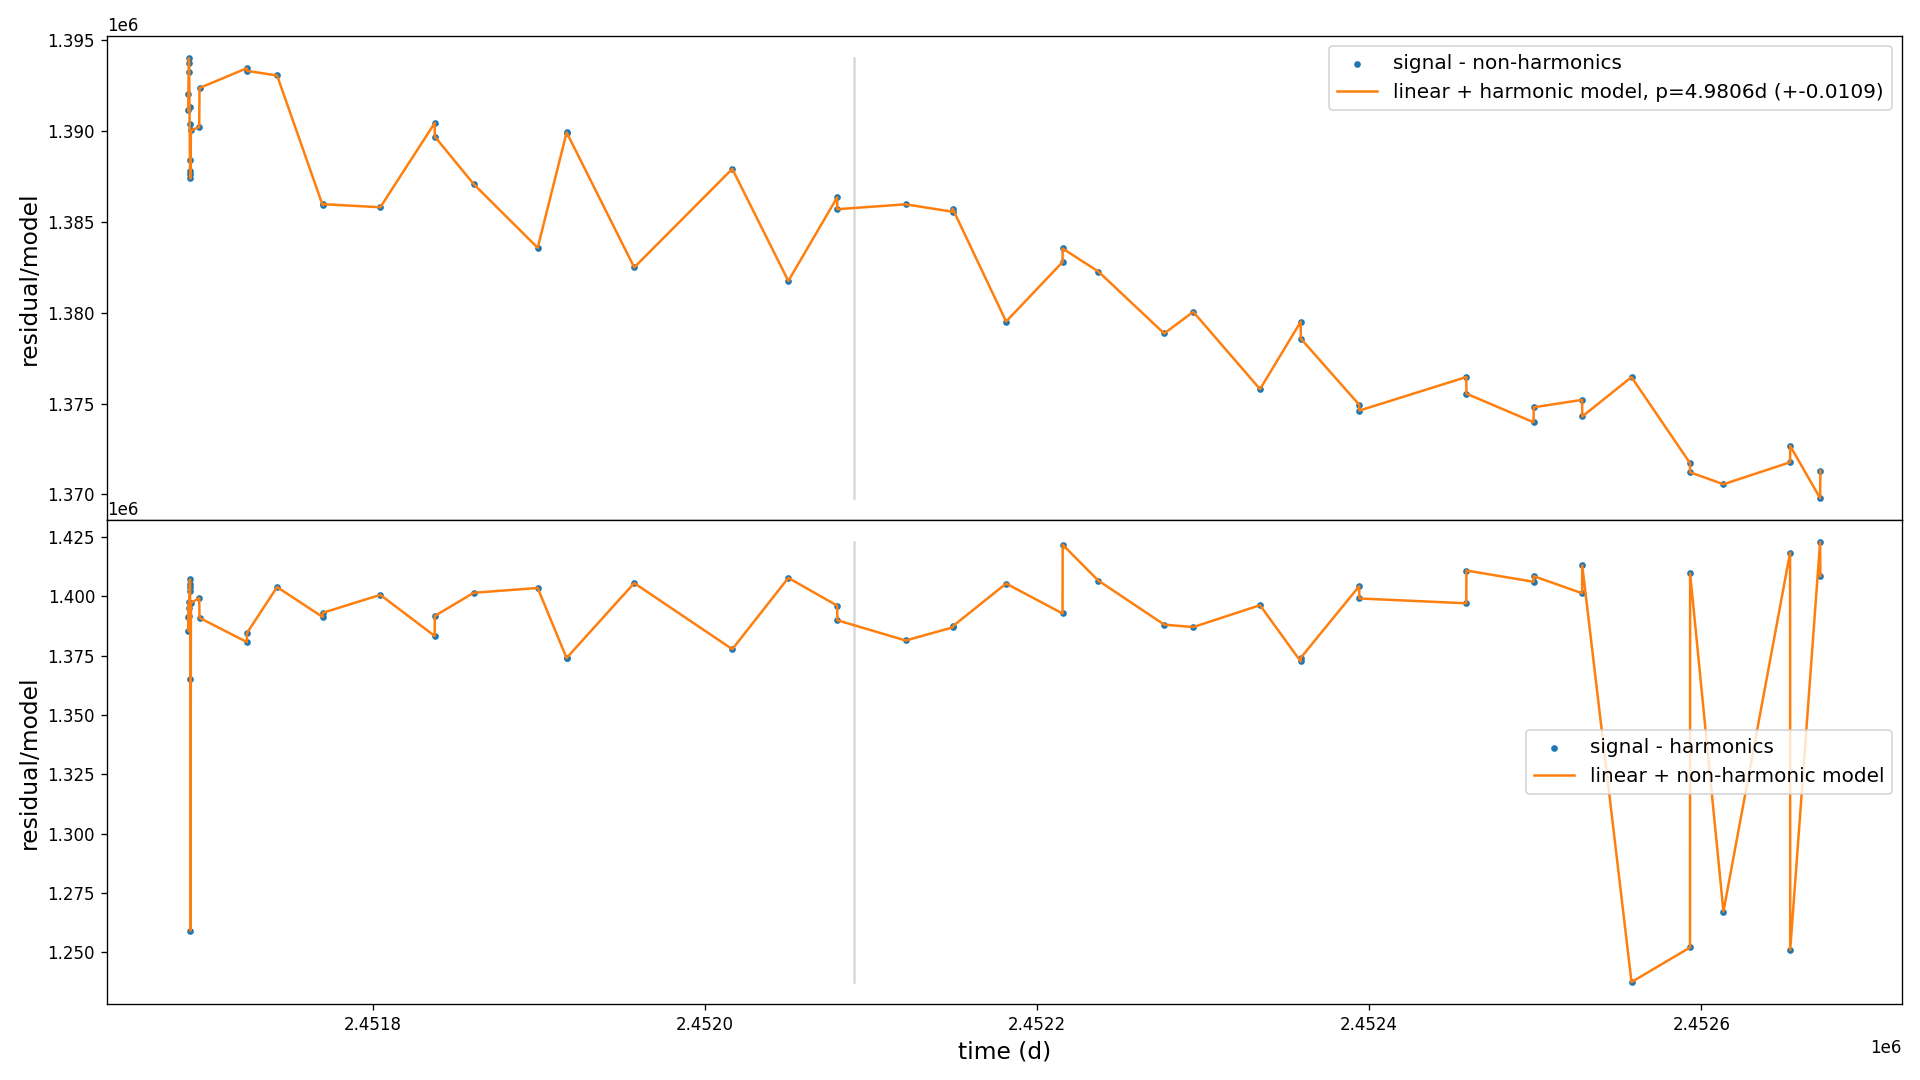 1e6
1.395
1.390
1.385
1.380
1.375
1.370
residual/model
signal - non-harmonics
linear + harmonic model, p=4.9806d (+-0.0109)
1e6
1.425
1.400
1.375
1.350
1.325
1.300
1.275
1.250
residual/model
signal - harmonics
linear + non-harmonic model
2.4518
2.4520
2.4522
2.4524
2.4526
1e6
time (d)